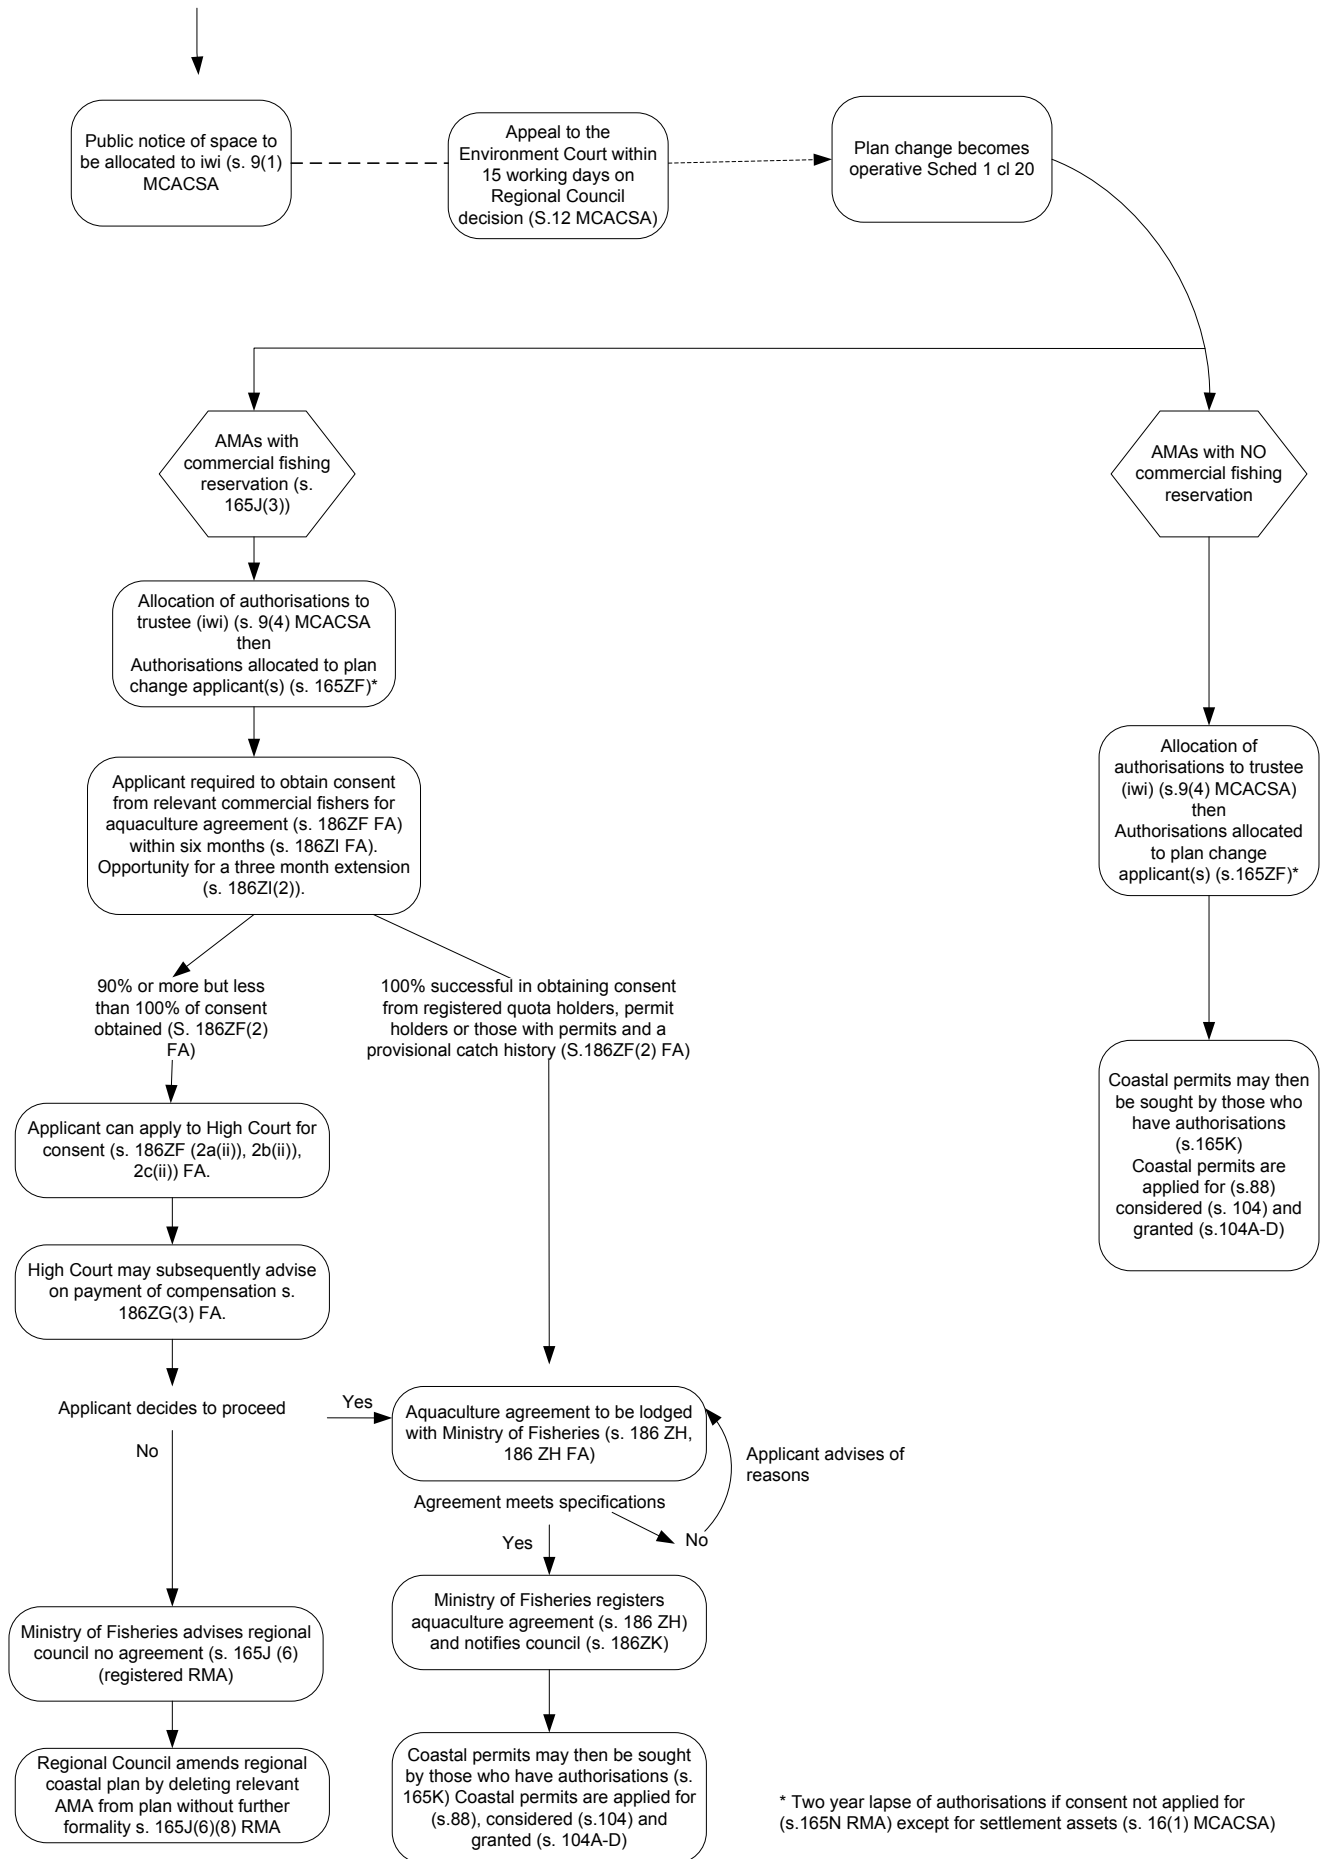 Public notice of space to
be allocated to iwi (s. 9(1)
MCACSA
Appeal to the
Environment Court within
15 working days on
Regional Council
decision (S.12 MCACSA)
Plan change becomes
operative Sched 1 cl 20
AMAs with
commercial fishing
reservation (s.
165J(3))
AMAs with NO
commercial fishing
reservation
Allocation of authorisations to
trustee (iwi) (s. 9(4) MCACSA
then
Authorisations allocated to plan
change applicant(s) (s. 165ZF)*
Applicant required to obtain consent
from relevant commercial fishers for
aquaculture agreement (s. 186ZF FA)
within six months (s. 186ZI FA).
Opportunity for a three month extension
(s. 186ZI(2)).
Allocation of
authorisations to trustee
(iwi) (s.9(4) MCACSA)
then
Authorisations allocated
to plan change
applicant(s) (s.165ZF)*
90% or more but less
than 100% of consent
obtained (S. 186ZF(2)
FA)
100% successful in obtaining consent
from registered quota holders, permit
holders or those with permits and a
provisional catch history (S.186ZF(2) FA)
Coastal permits may then
be sought by those who
have authorisations
(s.165K)
Coastal permits are
applied for (s.88)
considered (s. 104) and
granted (s.104A-D)
Applicant can apply to High Court for
consent (s. 186ZF (2a(ii)), 2b(ii)),
2c(ii)) FA.
High Court may subsequently advise
on payment of compensation s.
186ZG(3) FA.
Applicant decides to proceed
Yes
No
Aquaculture agreement to be lodged
with Ministry of Fisheries (s. 186 ZH,
186 ZH FA)
Applicant advises of
reasons
Agreement meets specifications
Yes
No
Ministry of Fisheries registers
aquaculture agreement (s. 186 ZH)
and notifies council (s. 186ZK)
Ministry of Fisheries advises regional
council no agreement (s. 165J (6)
(registered RMA)
Regional Council amends regional
coastal plan by deleting relevant
AMA from plan without further
formality s. 165J(6)(8) RMA
Coastal permits may then be sought
by those who have authorisations (s.
165K) Coastal permits are applied for
(s.88), considered (s.104) and
granted (s. 104A-D)
* Two year lapse of authorisations if consent not applied for
(s.165N RMA) except for settlement assets (s. 16(1) MCACSA)